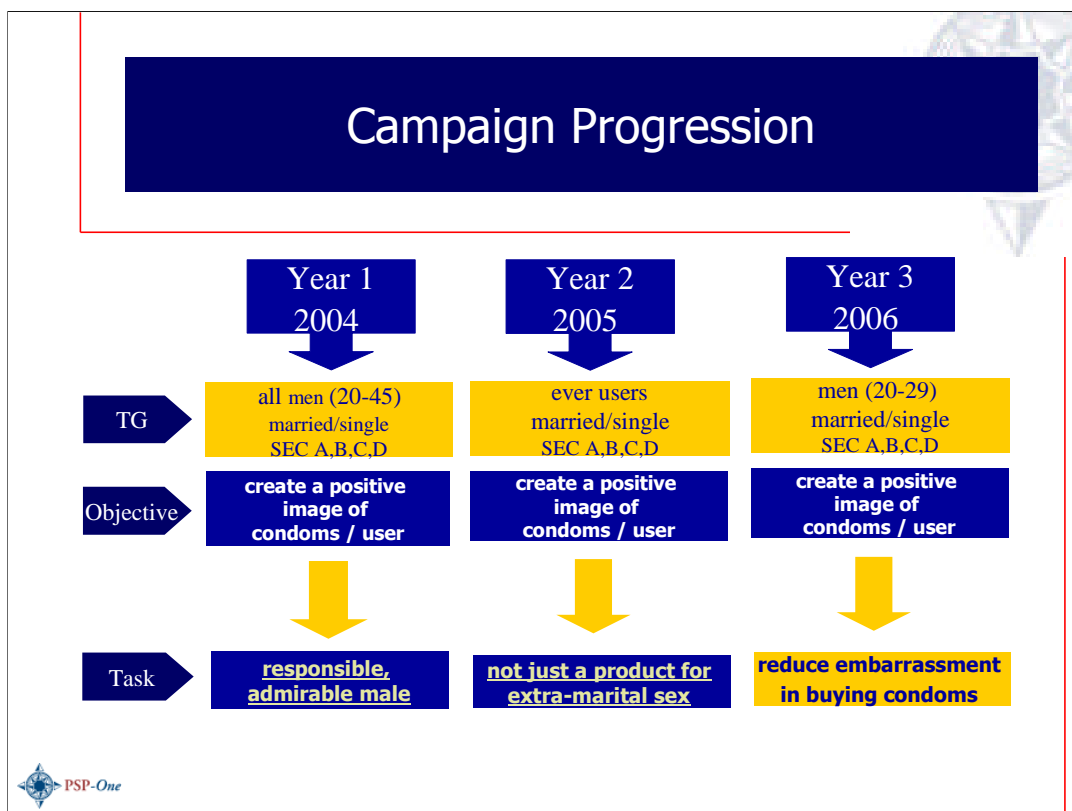 Campaign Progression
Year 1
2004
Year 2
2005
Year 3
2006
TG
all men (20-45)
married/single
SEC A,B,C,D
ever users
married/single
SEC A,B,C,D
men (20-29)
married/single
SEC A,B,C,D
Objective
create a positive
image of
condoms / user
create a positive
image of
condoms / user
create a positive
image of
condoms / user
Task
responsible,
admirable male
not just a product for
extra-marital sex
reduce embarrassment
in buying condoms
PSP-One